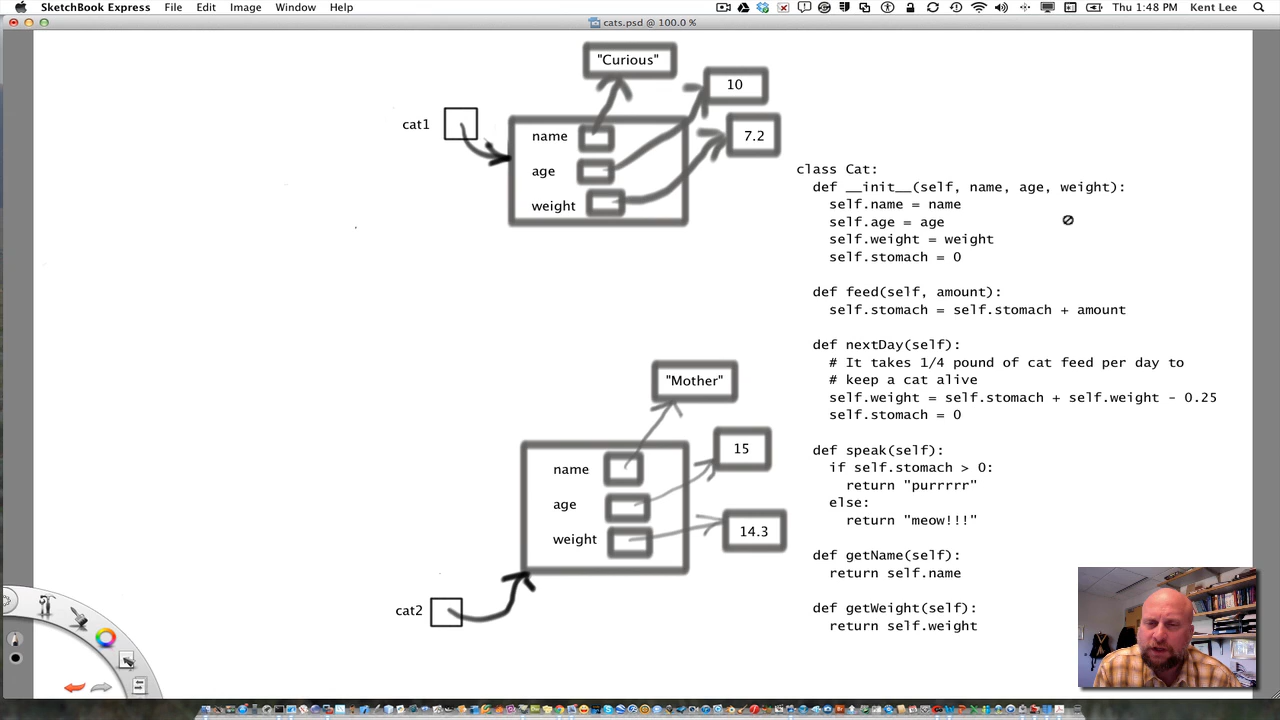 SketchBook Express File Edit Image Window Help Thu 1:48 PM Kent Lee
cats.psd @ 100.0 %
"Curious"
10
cat1
7.2
name
age
weight
class Cat:
def __init__(self, name, age, weight):
self.name = name
self.age = age
self.weight = weight
self.stomach = 0
def feed(self, amount):
self.stomach = self.stomach + amount
def nextDay(self):
# It takes 1/4 pound of cat feed per day to
# keep a cat alive
self.weight = self.stomach + self.weight - 0.25
self.stomach = 0
def speak(self):
if self.stomach > 0:
return "purrrrr"
else:
return "meow!!!"
def getName(self):
return self.name
def getWeight(self):
return self.weight
"Mother"
15
name
age
weight
14.3
cat2